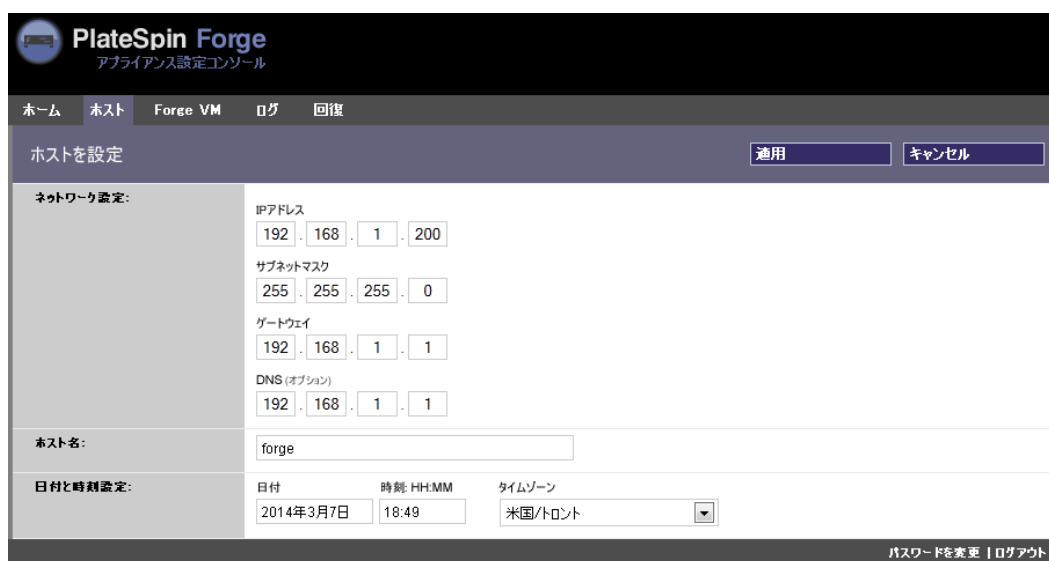 PlateSpin Forge
アプライアンス設定コンソール
ホーム ホスト Forge VM ログ 回復
ホストを設定 適用 キャンセル
ネットワーク設定:
IPアドレス
192 . 168 . 1 . 200
サブネットマスク
255 . 255 . 255 . 0
ゲートウェイ
192 . 168 . 1 . 1
DNS (オプション)
192 . 168 . 1 . 1
ホスト名: forge
日付と時刻設定: 日付 時刻: HH:MM タイムゾーン
2014年3月7日 18:49 米国/トロント
パスワードを変更 | ログアウト